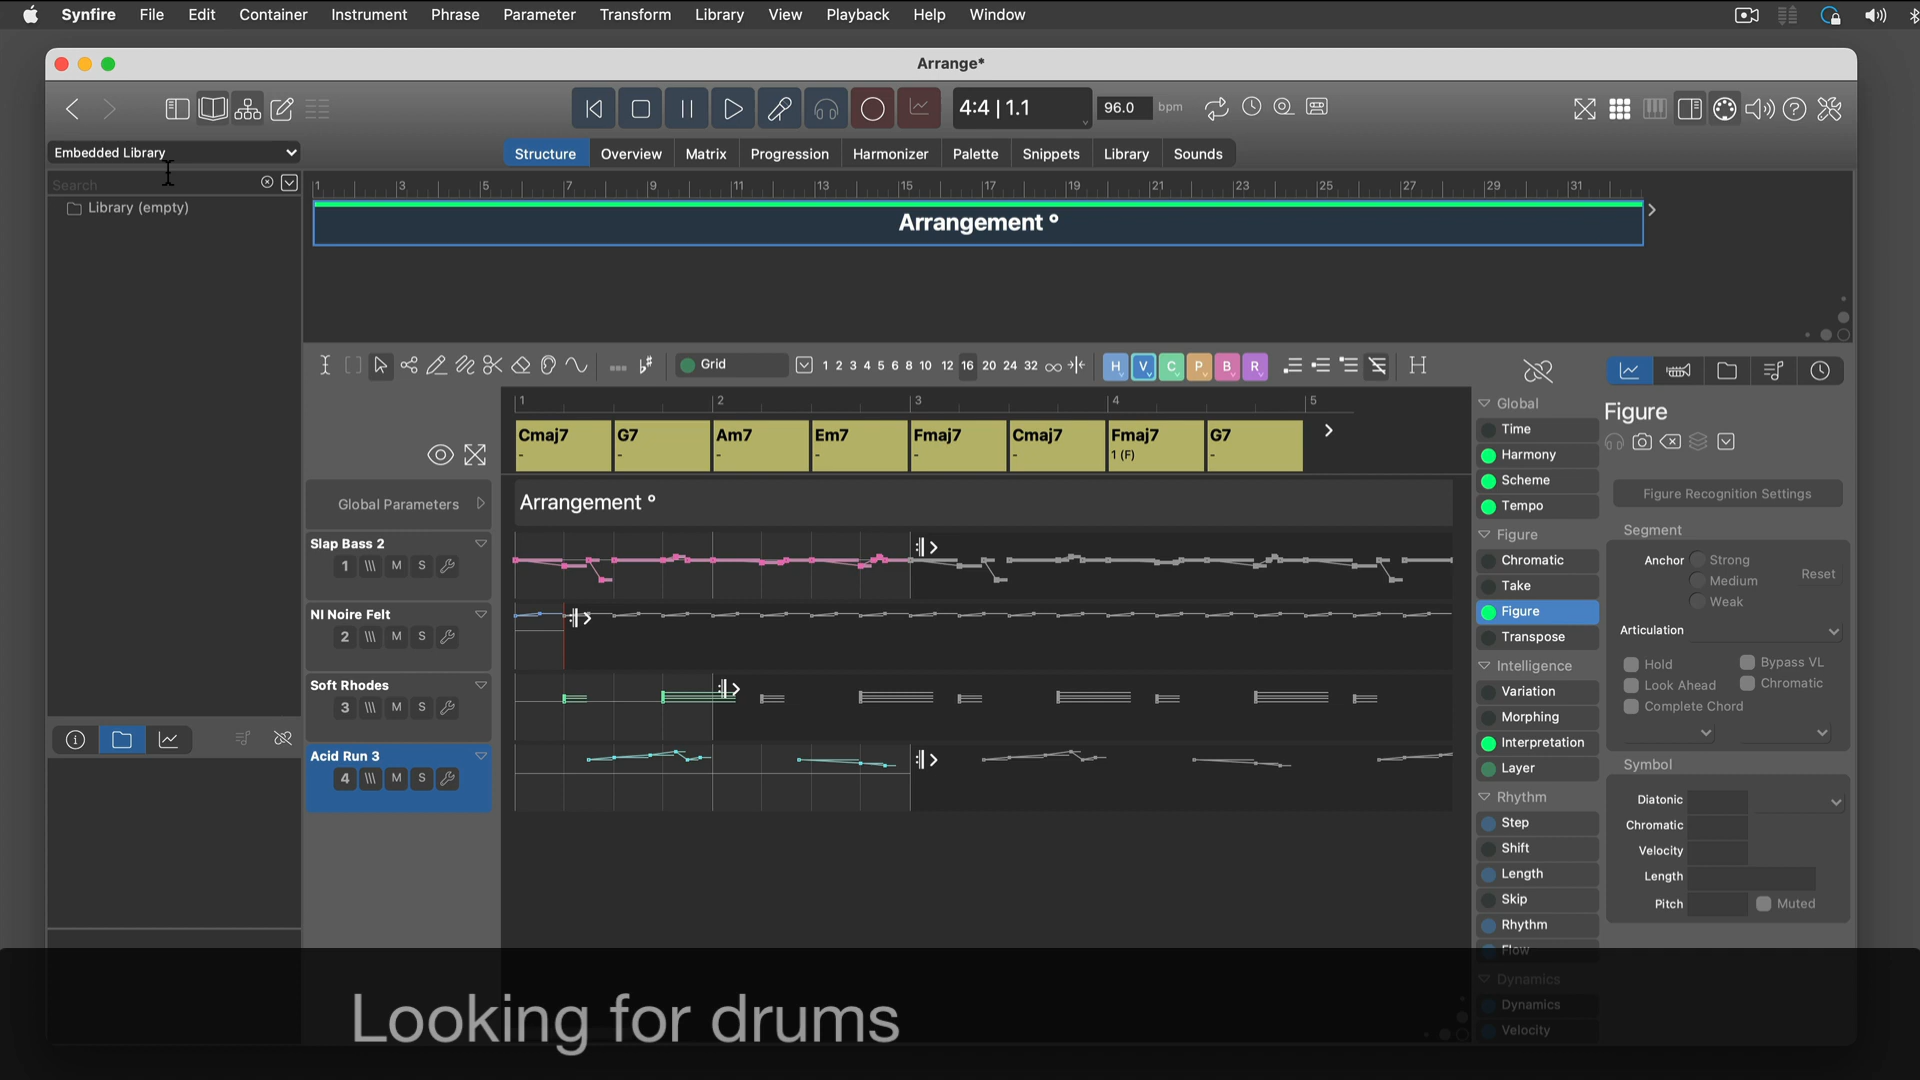 Synfire File Edit Container Instrument Phrase Parameter Transform Library View Playback Help Window
Arrange*
4:4 | 1.1 96.0 bpm
Embedded Library
Structure Overview Matrix Progression Harmonizer Palette Snippets Library Sounds
Search
Library (empty)
1 3 5 7 9 11 13 15 17 19 21 23 25 27 29 31
Arrangement °
Grid 1 2 3 4 5 6 8 10 12 16 20 24 32 ∞ H V C P B R
1 2 3 4 5
Cmaj7 G7 Am7 Em7 Fmaj7 Cmaj7 Fmaj7 G7
- - - - - - 1 (F) -
Global Parameters
Arrangement °
Slap Bass 2
1 M S
NI Noire Felt
2 M S
Soft Rhodes
3 M S
Acid Run 3
4 M S
Global
Time
Harmony
Scheme
Tempo
Figure
Chromatic
Take
Figure
Transpose
Intelligence
Variation
Morphing
Interpretation
Layer
Rhythm
Step
Shift
Length
Skip
Rhythm
Flow
Dynamics
Dynamics
Velocity
Figure
Figure Recognition Settings
Segment
Anchor Strong
Medium Reset
Weak
Articulation
Hold Bypass VL
Look Ahead Chromatic
Complete Chord
Symbol
Diatonic
Chromatic
Velocity
Length
Pitch Muted
Looking for drums